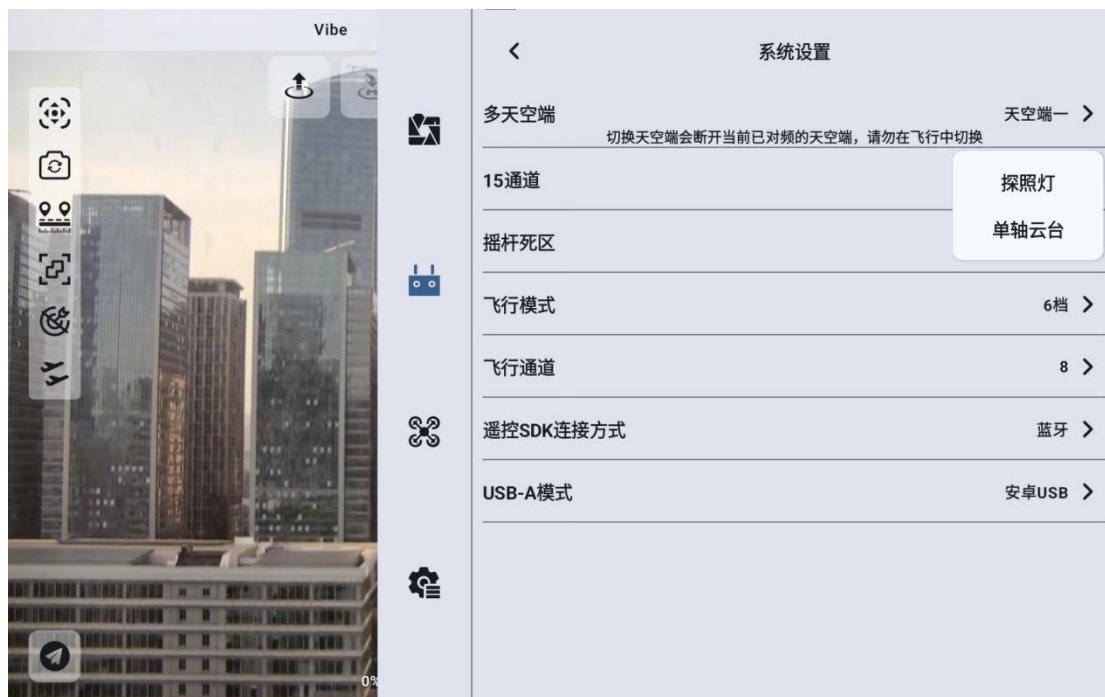 Vibe
系统设置
多天空端
天空端一
切换天空端会断开当前已对频的天空端，请勿在飞行中切换
15通道
探照灯
单轴云台
摇杆死区
飞行模式
6档
飞行通道
8
遥控SDK连接方式
蓝牙
USB-A模式
安卓USB
0%